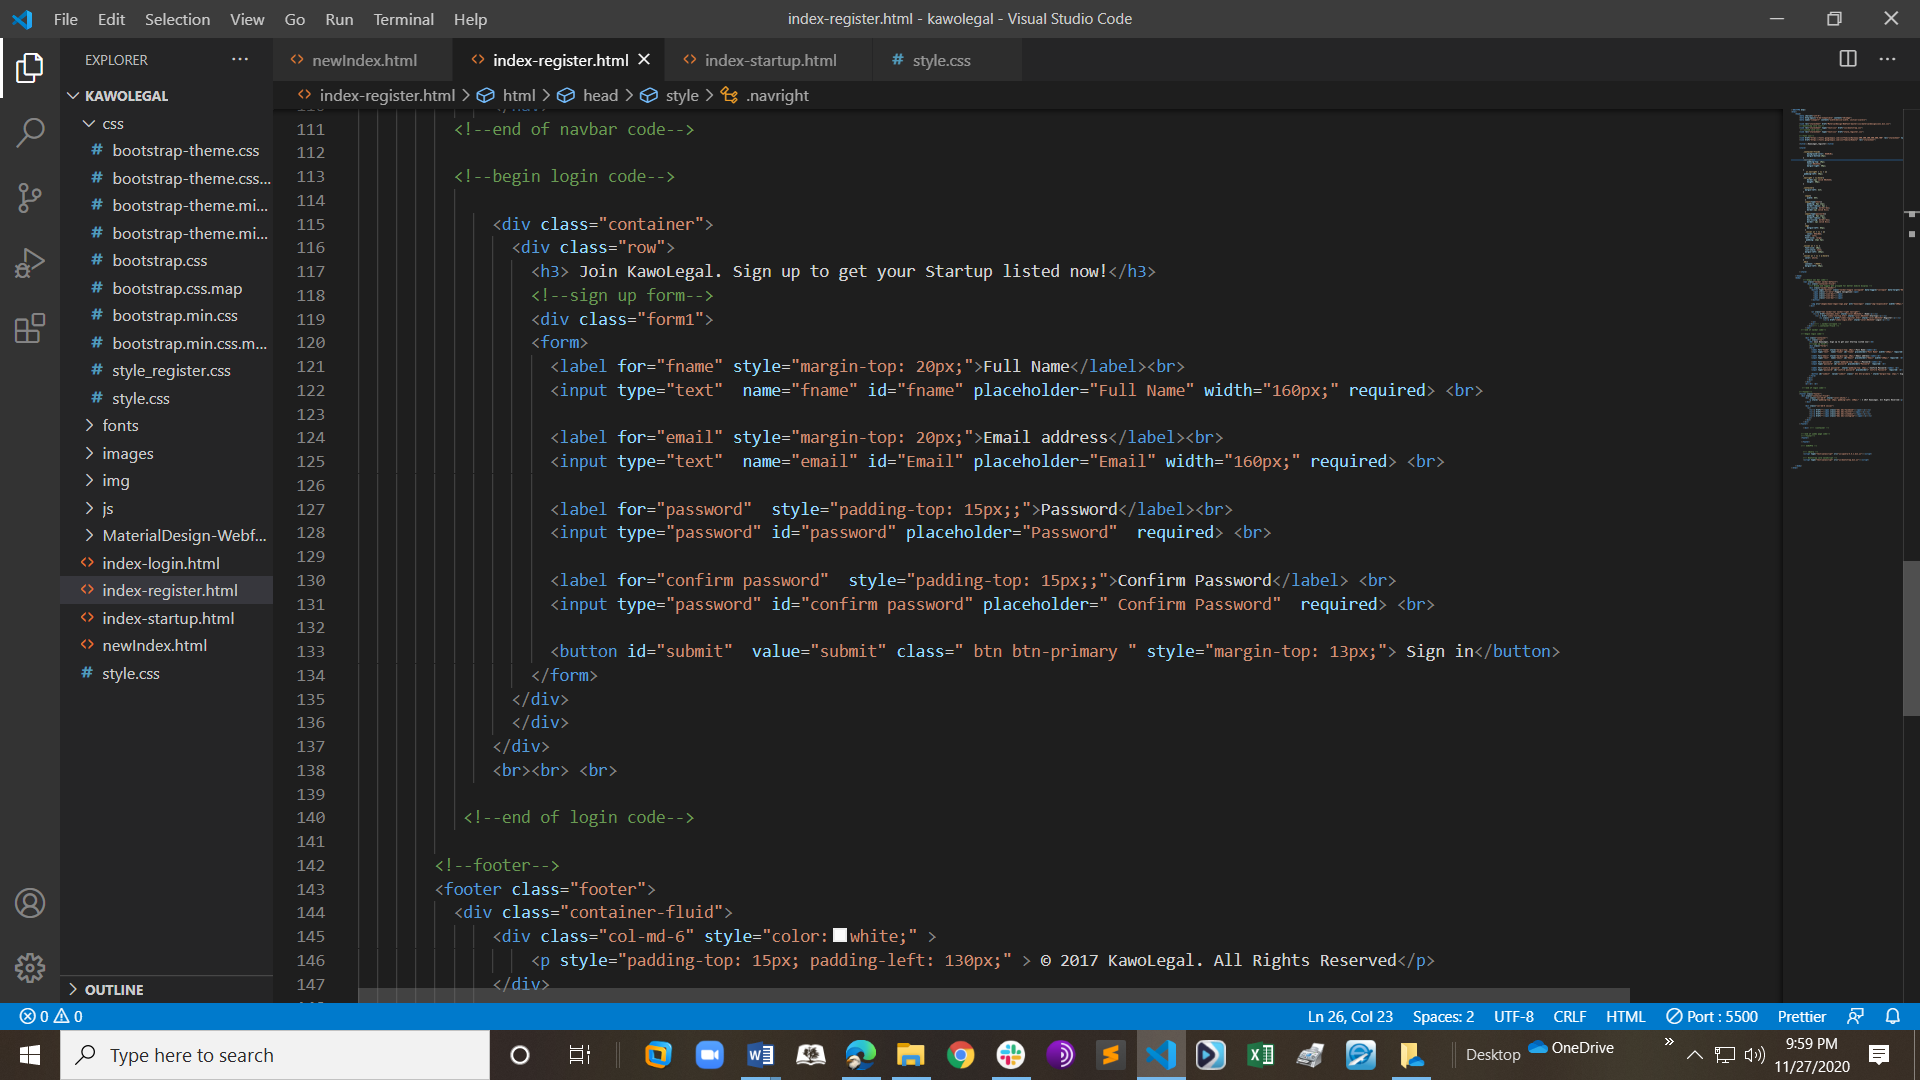 File Edit Selection View Go Run Terminal Help
index-register.html - kawolegal - Visual Studio Code
EXPLORER
newIndex.html
index-register.html
index-startup.html
style.css
KAWOLEGAL
index-register.html > html > head > style > .navright
css
bootstrap-theme.css
bootstrap-theme.css...
bootstrap-theme.mi...
bootstrap-theme.mi...
bootstrap.css
bootstrap.css.map
bootstrap.min.css
bootstrap.min.css.m...
style_register.css
style.css
fonts
images
img
js
MaterialDesign-Webf...
index-login.html
index-register.html
index-startup.html
newIndex.html
style.css
OUTLINE
111 <!--end of navbar code-->
112
113 <!--begin login code-->
114
115 <div class="container">
116 <div class="row">
117 <h3> Join KawoLegal. Sign up to get your Startup listed now!</h3>
118 <!--sign up form-->
119 <div class="form1">
120 <form>
121 <label for="fname" style="margin-top: 20px;">Full Name</label><br>
122 <input type="text"  name="fname" id="fname" placeholder="Full Name" width="160px;" required> <br>
123
124 <label for="email" style="margin-top: 20px;">Email address</label><br>
125 <input type="text"  name="email" id="Email" placeholder="Email" width="160px;" required> <br>
126
127 <label for="password"  style="padding-top: 15px;;">Password</label><br>
128 <input type="password" id="password" placeholder="Password"  required> <br>
129
130 <label for="confirm password"  style="padding-top: 15px;;">Confirm Password</label> <br>
131 <input type="password" id="confirm password" placeholder=" Confirm Password"  required> <br>
132
133 <button id="submit"  value="submit" class=" btn btn-primary " style="margin-top: 13px;"> Sign in</button>
134 </form>
135 </div>
136 </div>
137 </div>
138 <br><br> <br>
139
140 <!--end of login code-->
141
142 <!--footer-->
143 <footer class="footer">
144 <div class="container-fluid">
145 <div class="col-md-6" style="color:white;" >
146 <p style="padding-top: 15px; padding-left: 130px;" > © 2017 KawoLegal. All Rights Reserved</p>
147 </div>
0 0
Ln 26, Col 23 Spaces: 2 UTF-8 CRLF HTML Port : 5500 Prettier
Type here to search
Desktop
OneDrive
9:59 PM
11/27/2020